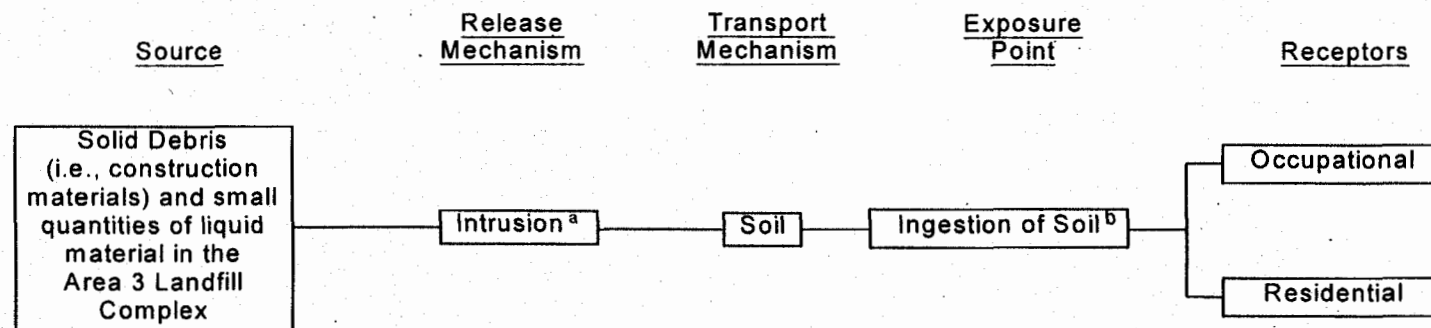 Source
Release
Mechanism
Transport
Mechanism
Exposure
Point
Receptors
Solid Debris
(i.e., construction
materials) and small
quantities of liquid
material in the
Area 3 Landfill
Complex
Intrusion a
Soil
Ingestion of Soil b
Occupational
Residential